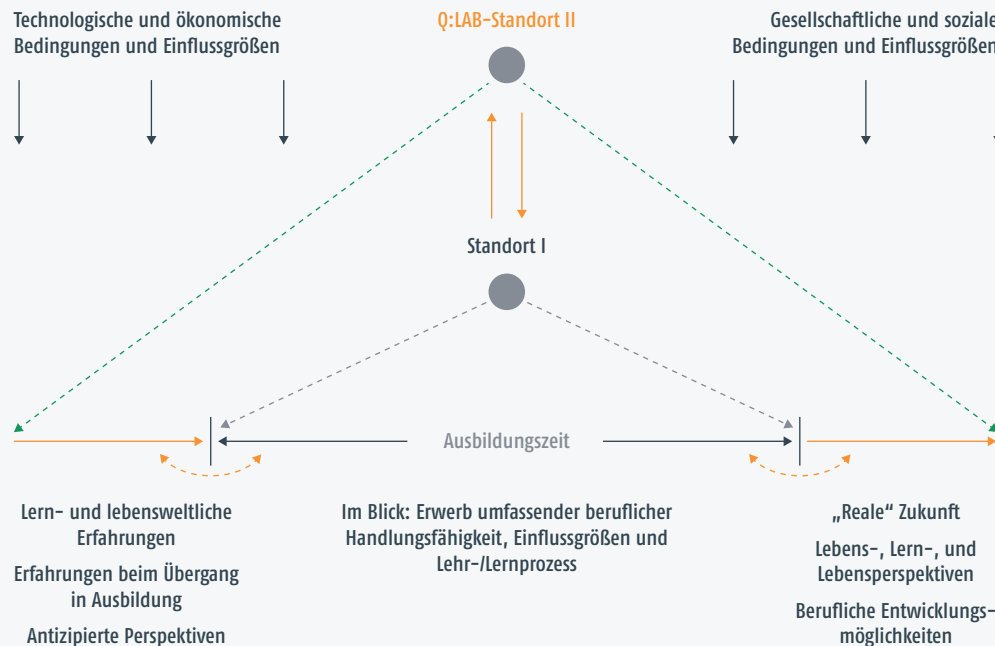 Technologische und ökonomische
Bedingungen und Einflussgrößen
Q:LAB-Standort II
Gesellschaftliche und soziale
Bedingungen und Einflussgrößen
Standort I
Ausbildungszeit
Lern- und lebensweltliche
Erfahrungen
Erfahrungen beim Übergang
in Ausbildung
Antizipierte Perspektiven
Im Blick: Erwerb umfassender beruflicher
Handlungsfähigkeit, Einflussgrößen und
Lehr-/Lernprozess
„Reale“ Zukunft
Lebens-, Lern-, und
Lebensperspektiven
Berufliche Entwicklungs-
möglichkeiten